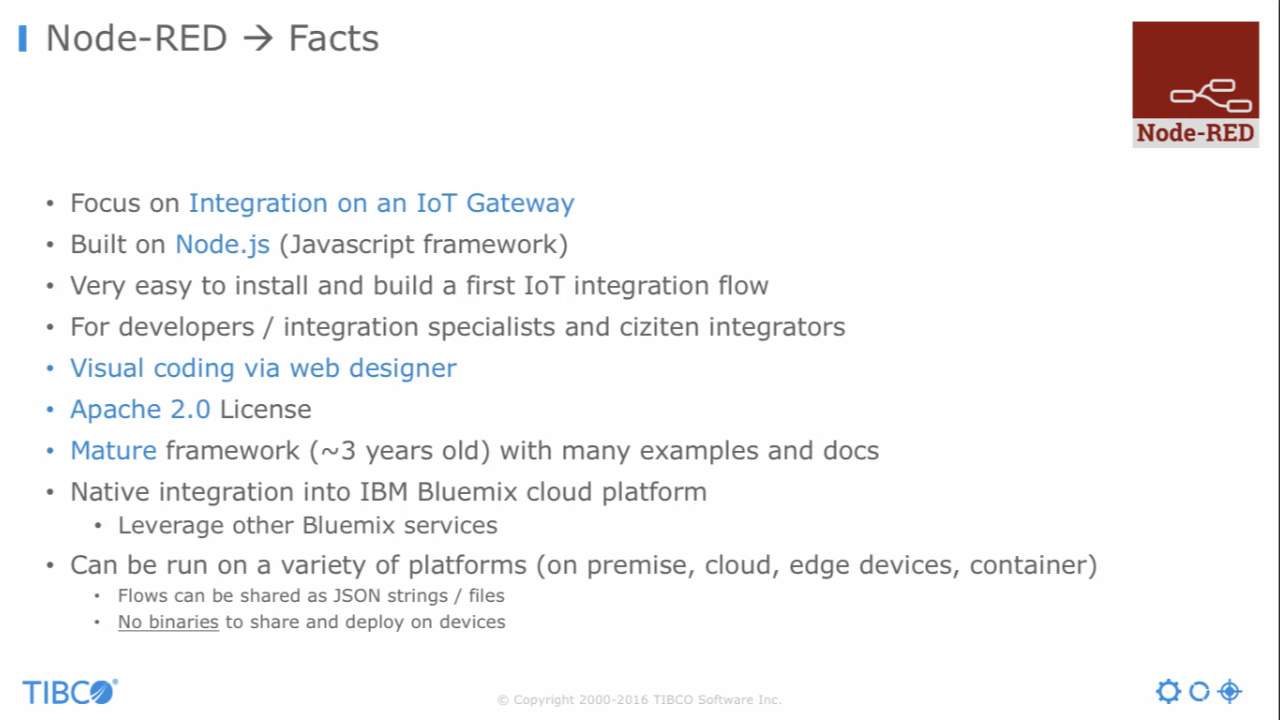 Node-RED → Facts
Node-RED
• Focus on Integration on an IoT Gateway
• Built on Node.js (Javascript framework)
• Very easy to install and build a first IoT integration flow
• For developers / integration specialists and ciziten integrators
• Visual coding via web designer
• Apache 2.0 License
• Mature framework (~3 years old) with many examples and docs
• Native integration into IBM Bluemix cloud platform
• Leverage other Bluemix services
• Can be run on a variety of platforms (on premise, cloud, edge devices, container)
• Flows can be shared as JSON strings / files
• No binaries to share and deploy on devices
TIBCO®
© Copyright 2000-2016 TIBCO Software Inc.